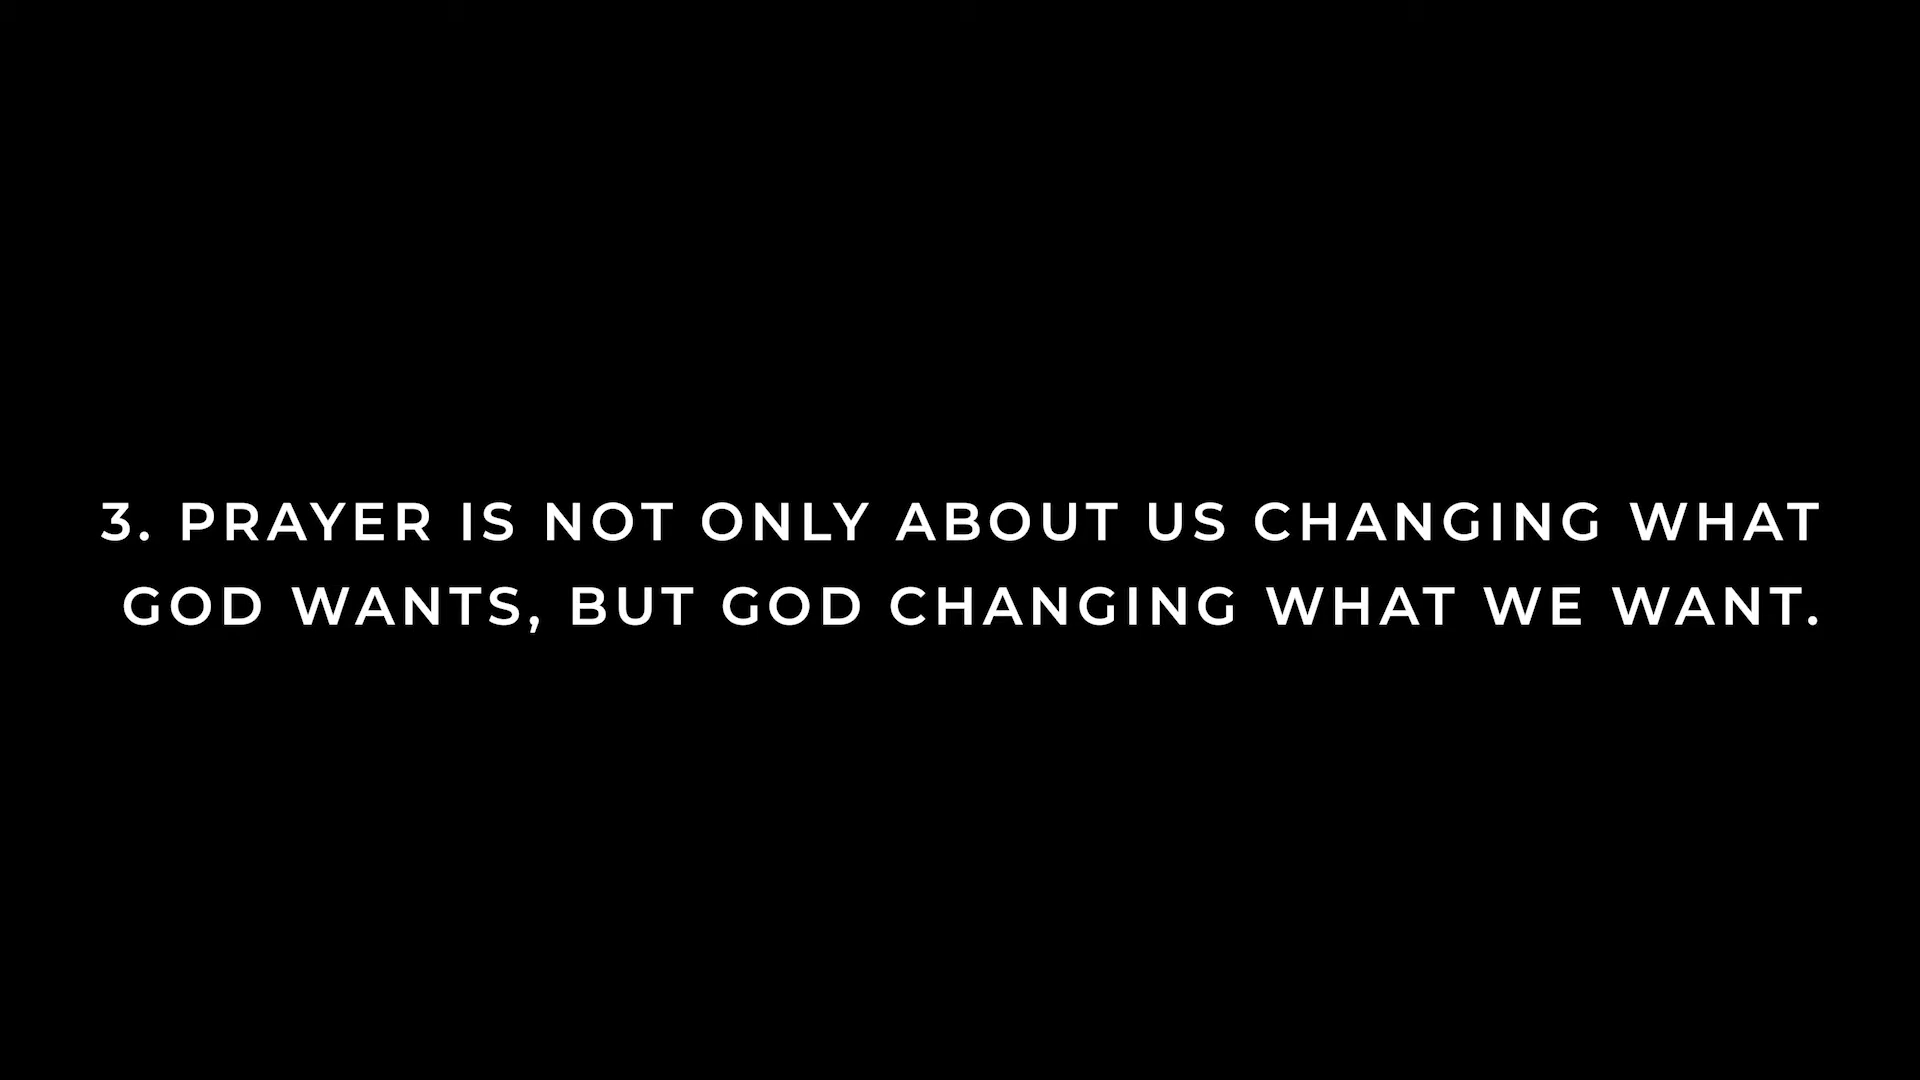 3. PRAYER IS NOT ONLY ABOUT US CHANGING WHAT
GOD WANTS, BUT GOD CHANGING WHAT WE WANT.